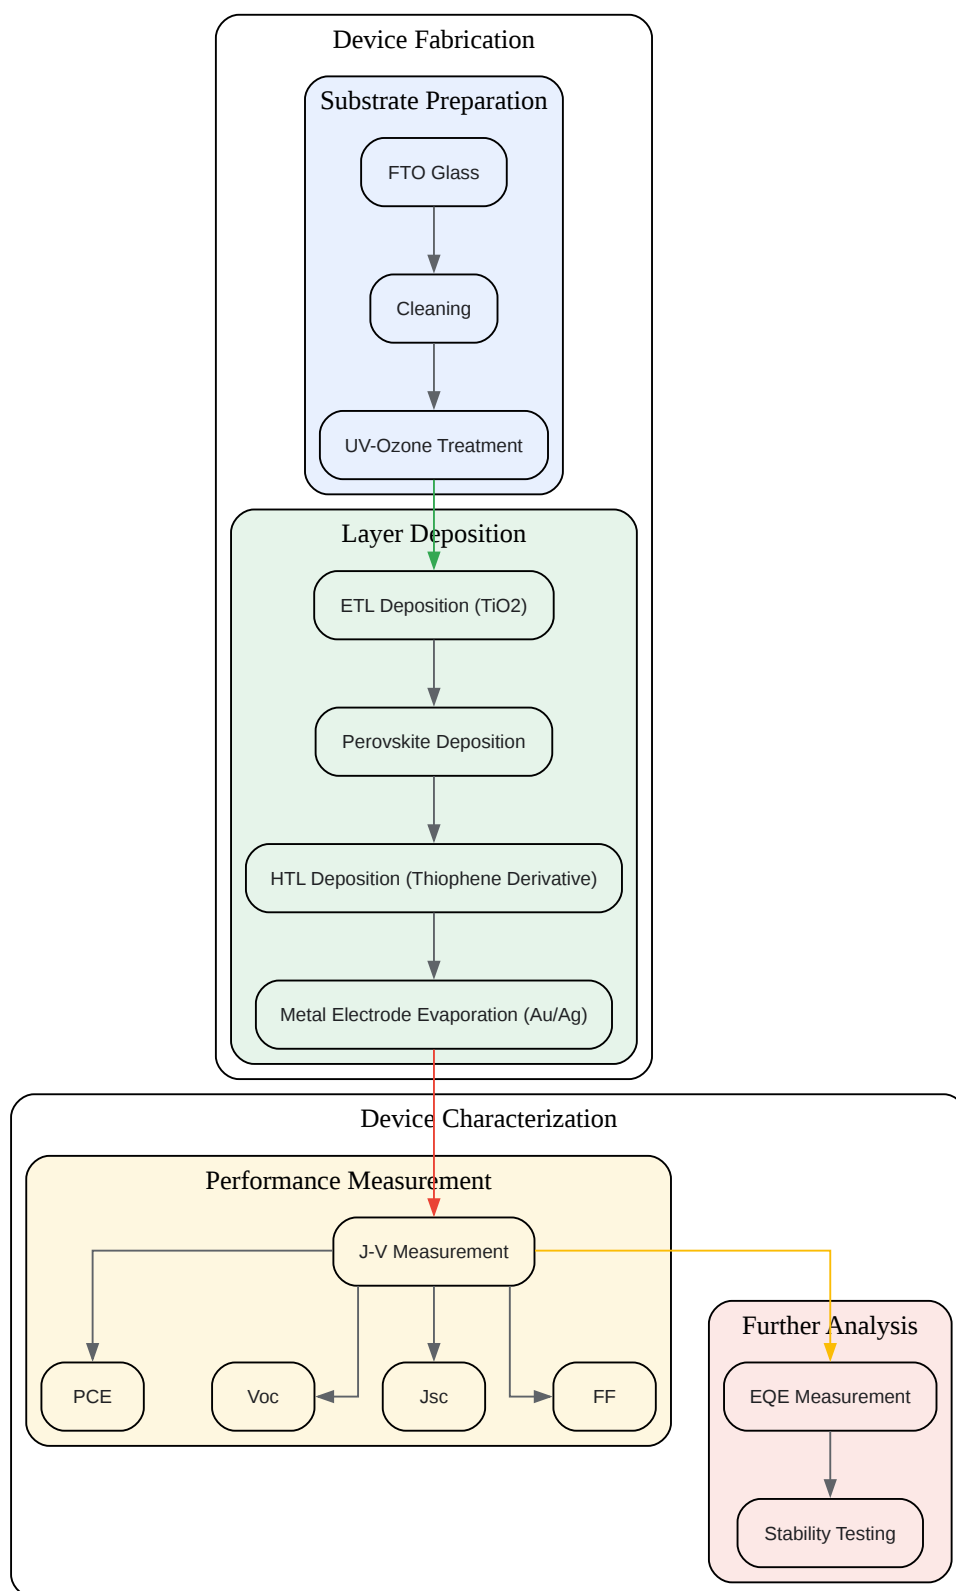 Device Fabrication
Substrate Preparation
FTO Glass
Cleaning
UV-Ozone Treatment
Layer Deposition
ETL Deposition (TiO2)
Perovskite Deposition
HTL Deposition (Thiophene Derivative)
Metal Electrode Evaporation (Au/Ag)
Device Characterization
Performance Measurement
J-V Measurement
Further Analysis
PCE
Voc
Jsc
FF
EQE Measurement
Stability Testing